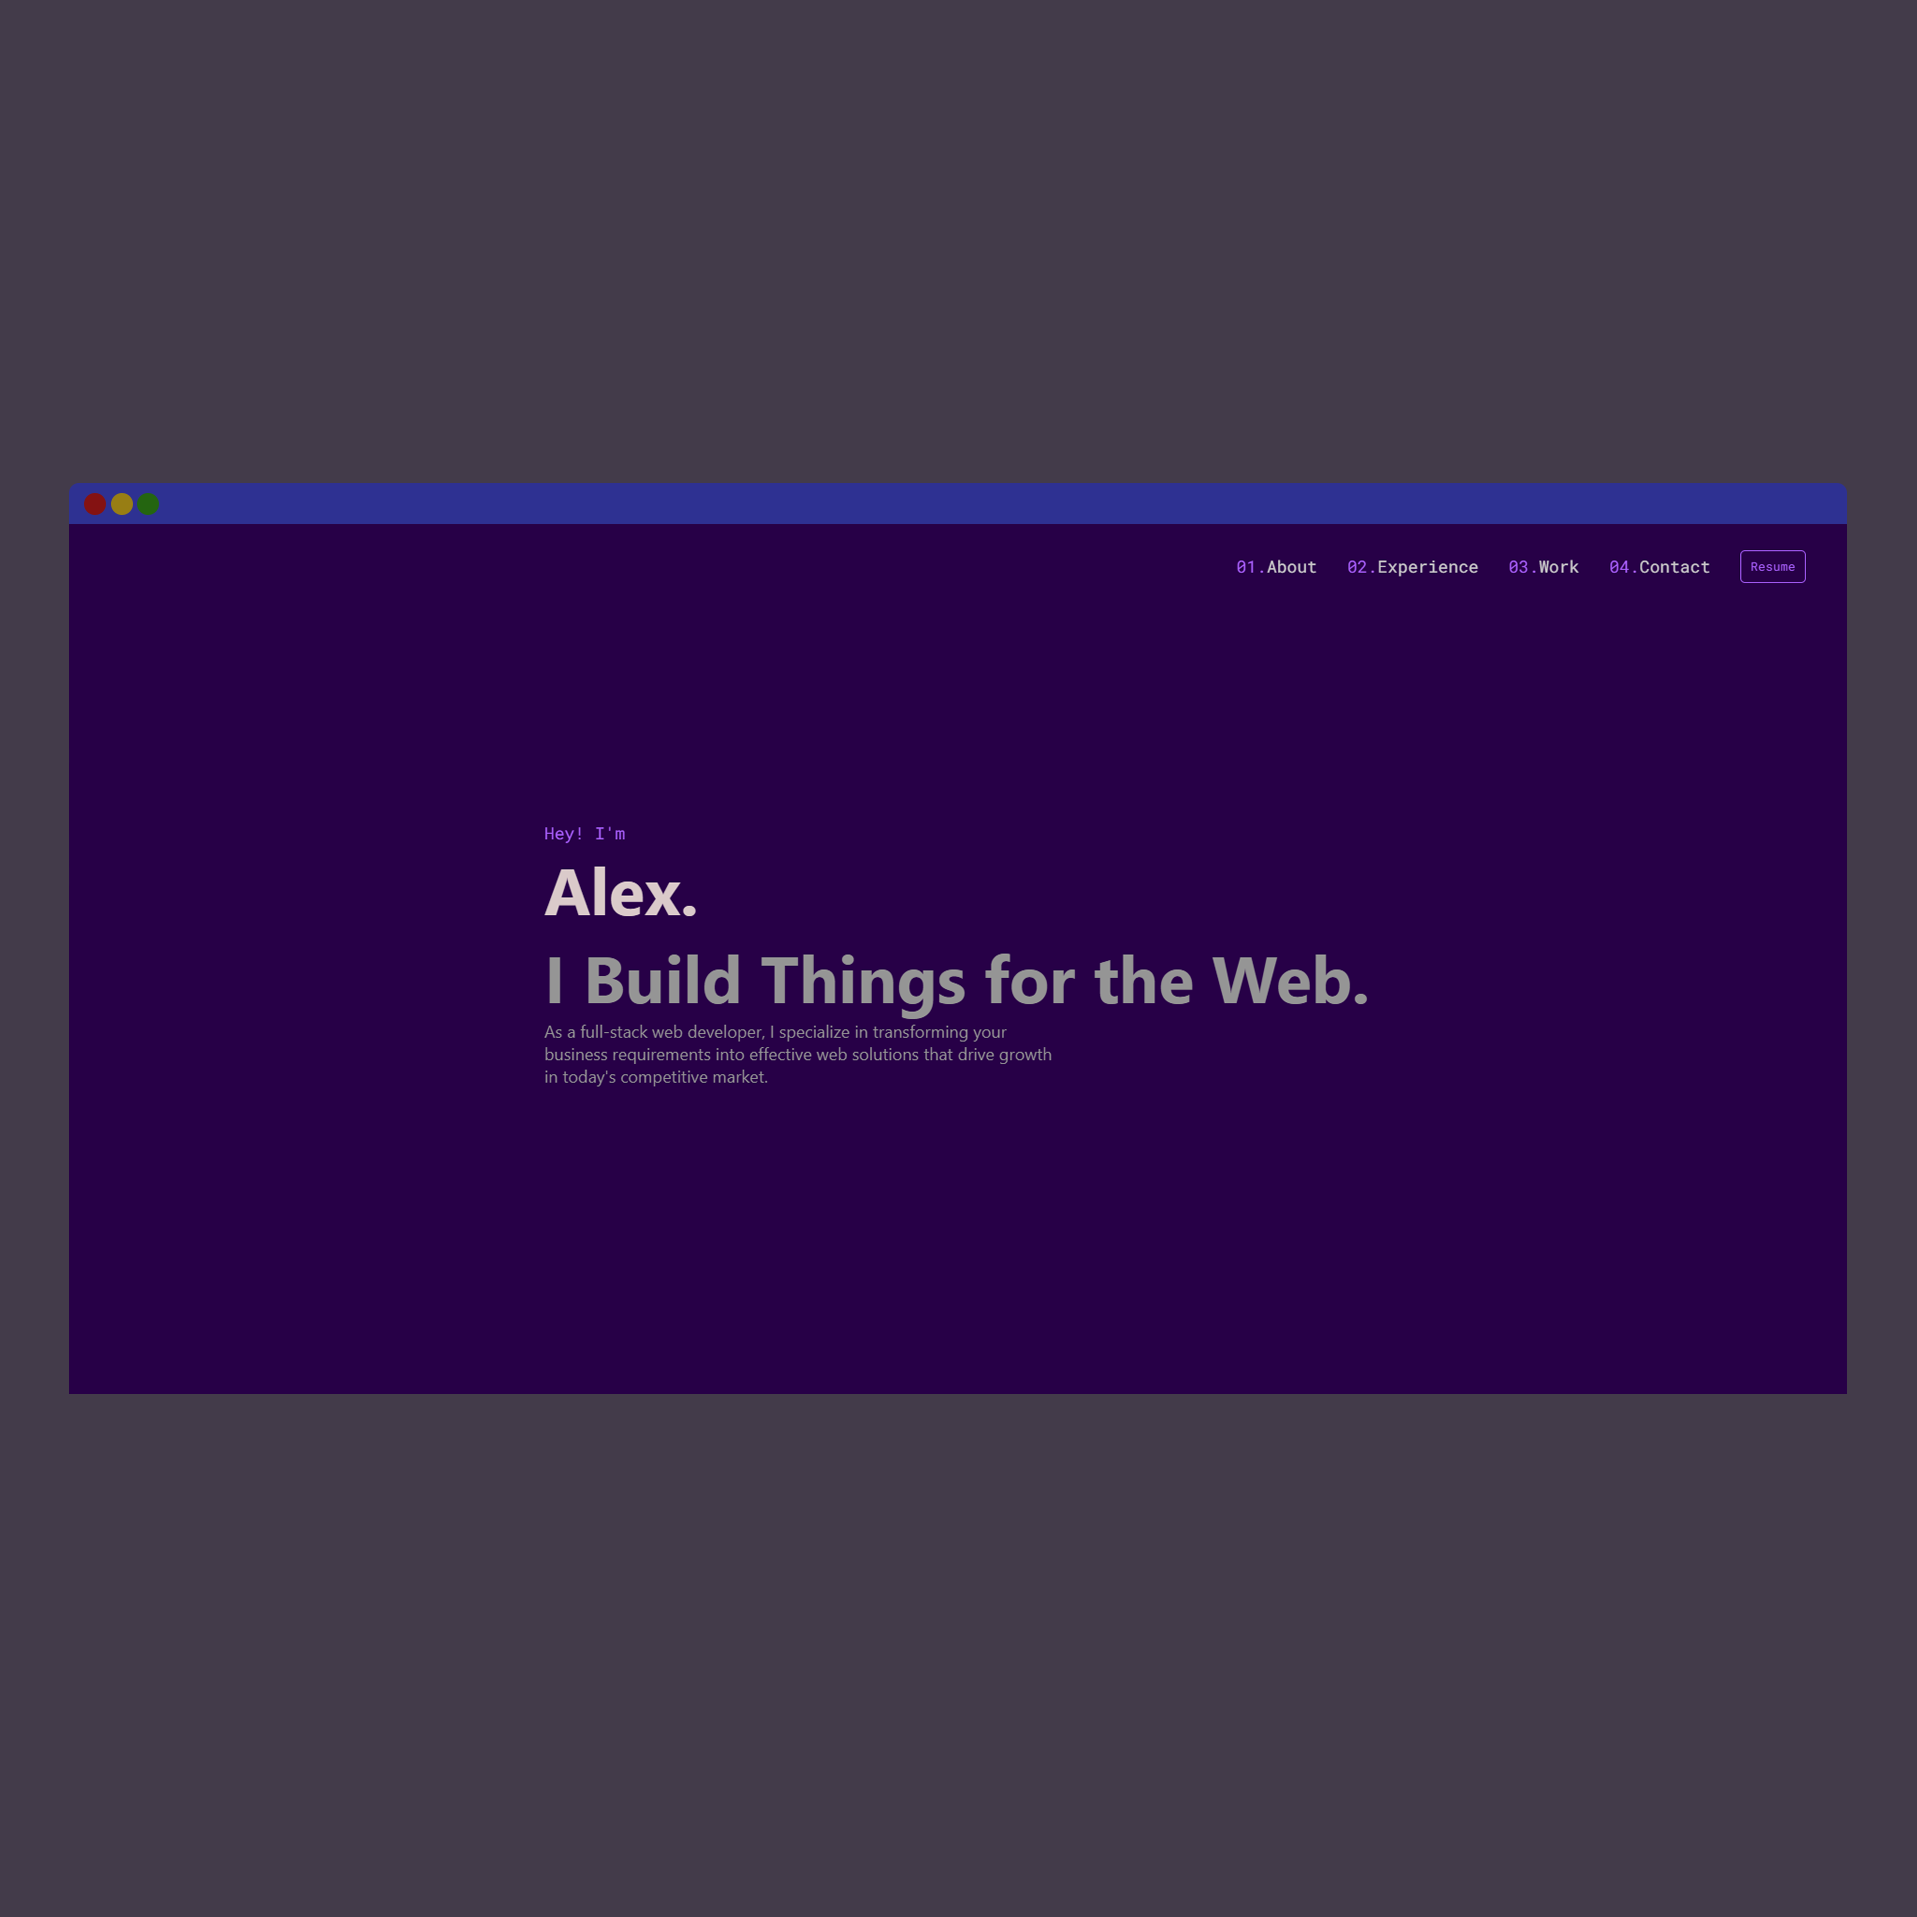 01.About 02.Experience 03.Work 04.Contact Resume
Hey! I'm
Alex.
I Build Things for the Web.
As a full-stack web developer, I specialize in transforming your
business requirements into effective web solutions that drive growth
in today's competitive market.